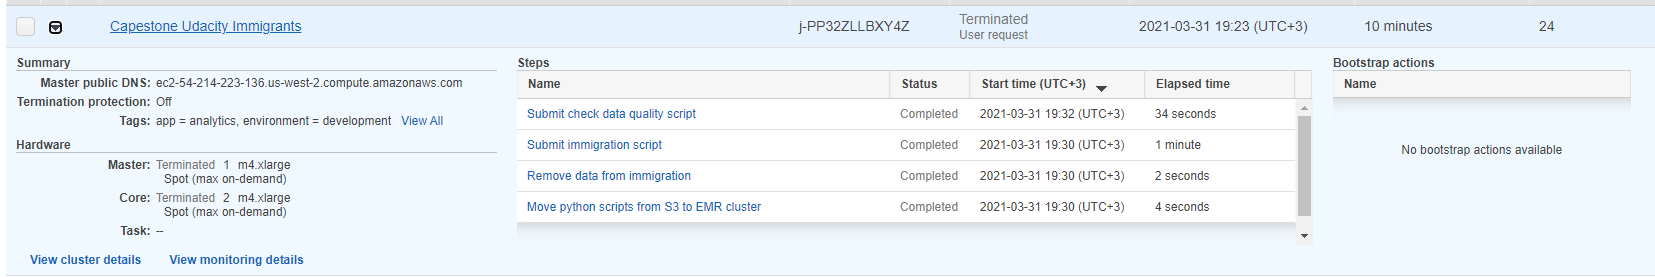 Capestone Udacity Immigrants j-PP32ZLLBXY4Z Terminated 2021-03-31 19:23 (UTC+3) 10 minutes 24
User request
Summary
Master public DNS: ec2-54-214-223-136.us-west-2.compute.amazonaws.com
Termination protection: Off
Tags: app = analytics, environment = development View All
Hardware
Master: Terminated 1 m4.xlarge
Spot (max on-demand)
Core: Terminated 2 m4.xlarge
Spot (max on-demand)
Task: --
View cluster details View monitoring details
Steps
Name Status Start time (UTC+3) Elapsed time
Submit check data quality script Completed 2021-03-31 19:32 (UTC+3) 34 seconds
Submit immigration script Completed 2021-03-31 19:30 (UTC+3) 1 minute
Remove data from immigration Completed 2021-03-31 19:30 (UTC+3) 2 seconds
Move python scripts from S3 to EMR cluster Completed 2021-03-31 19:30 (UTC+3) 4 seconds
Bootstrap actions
Name
No bootstrap actions available